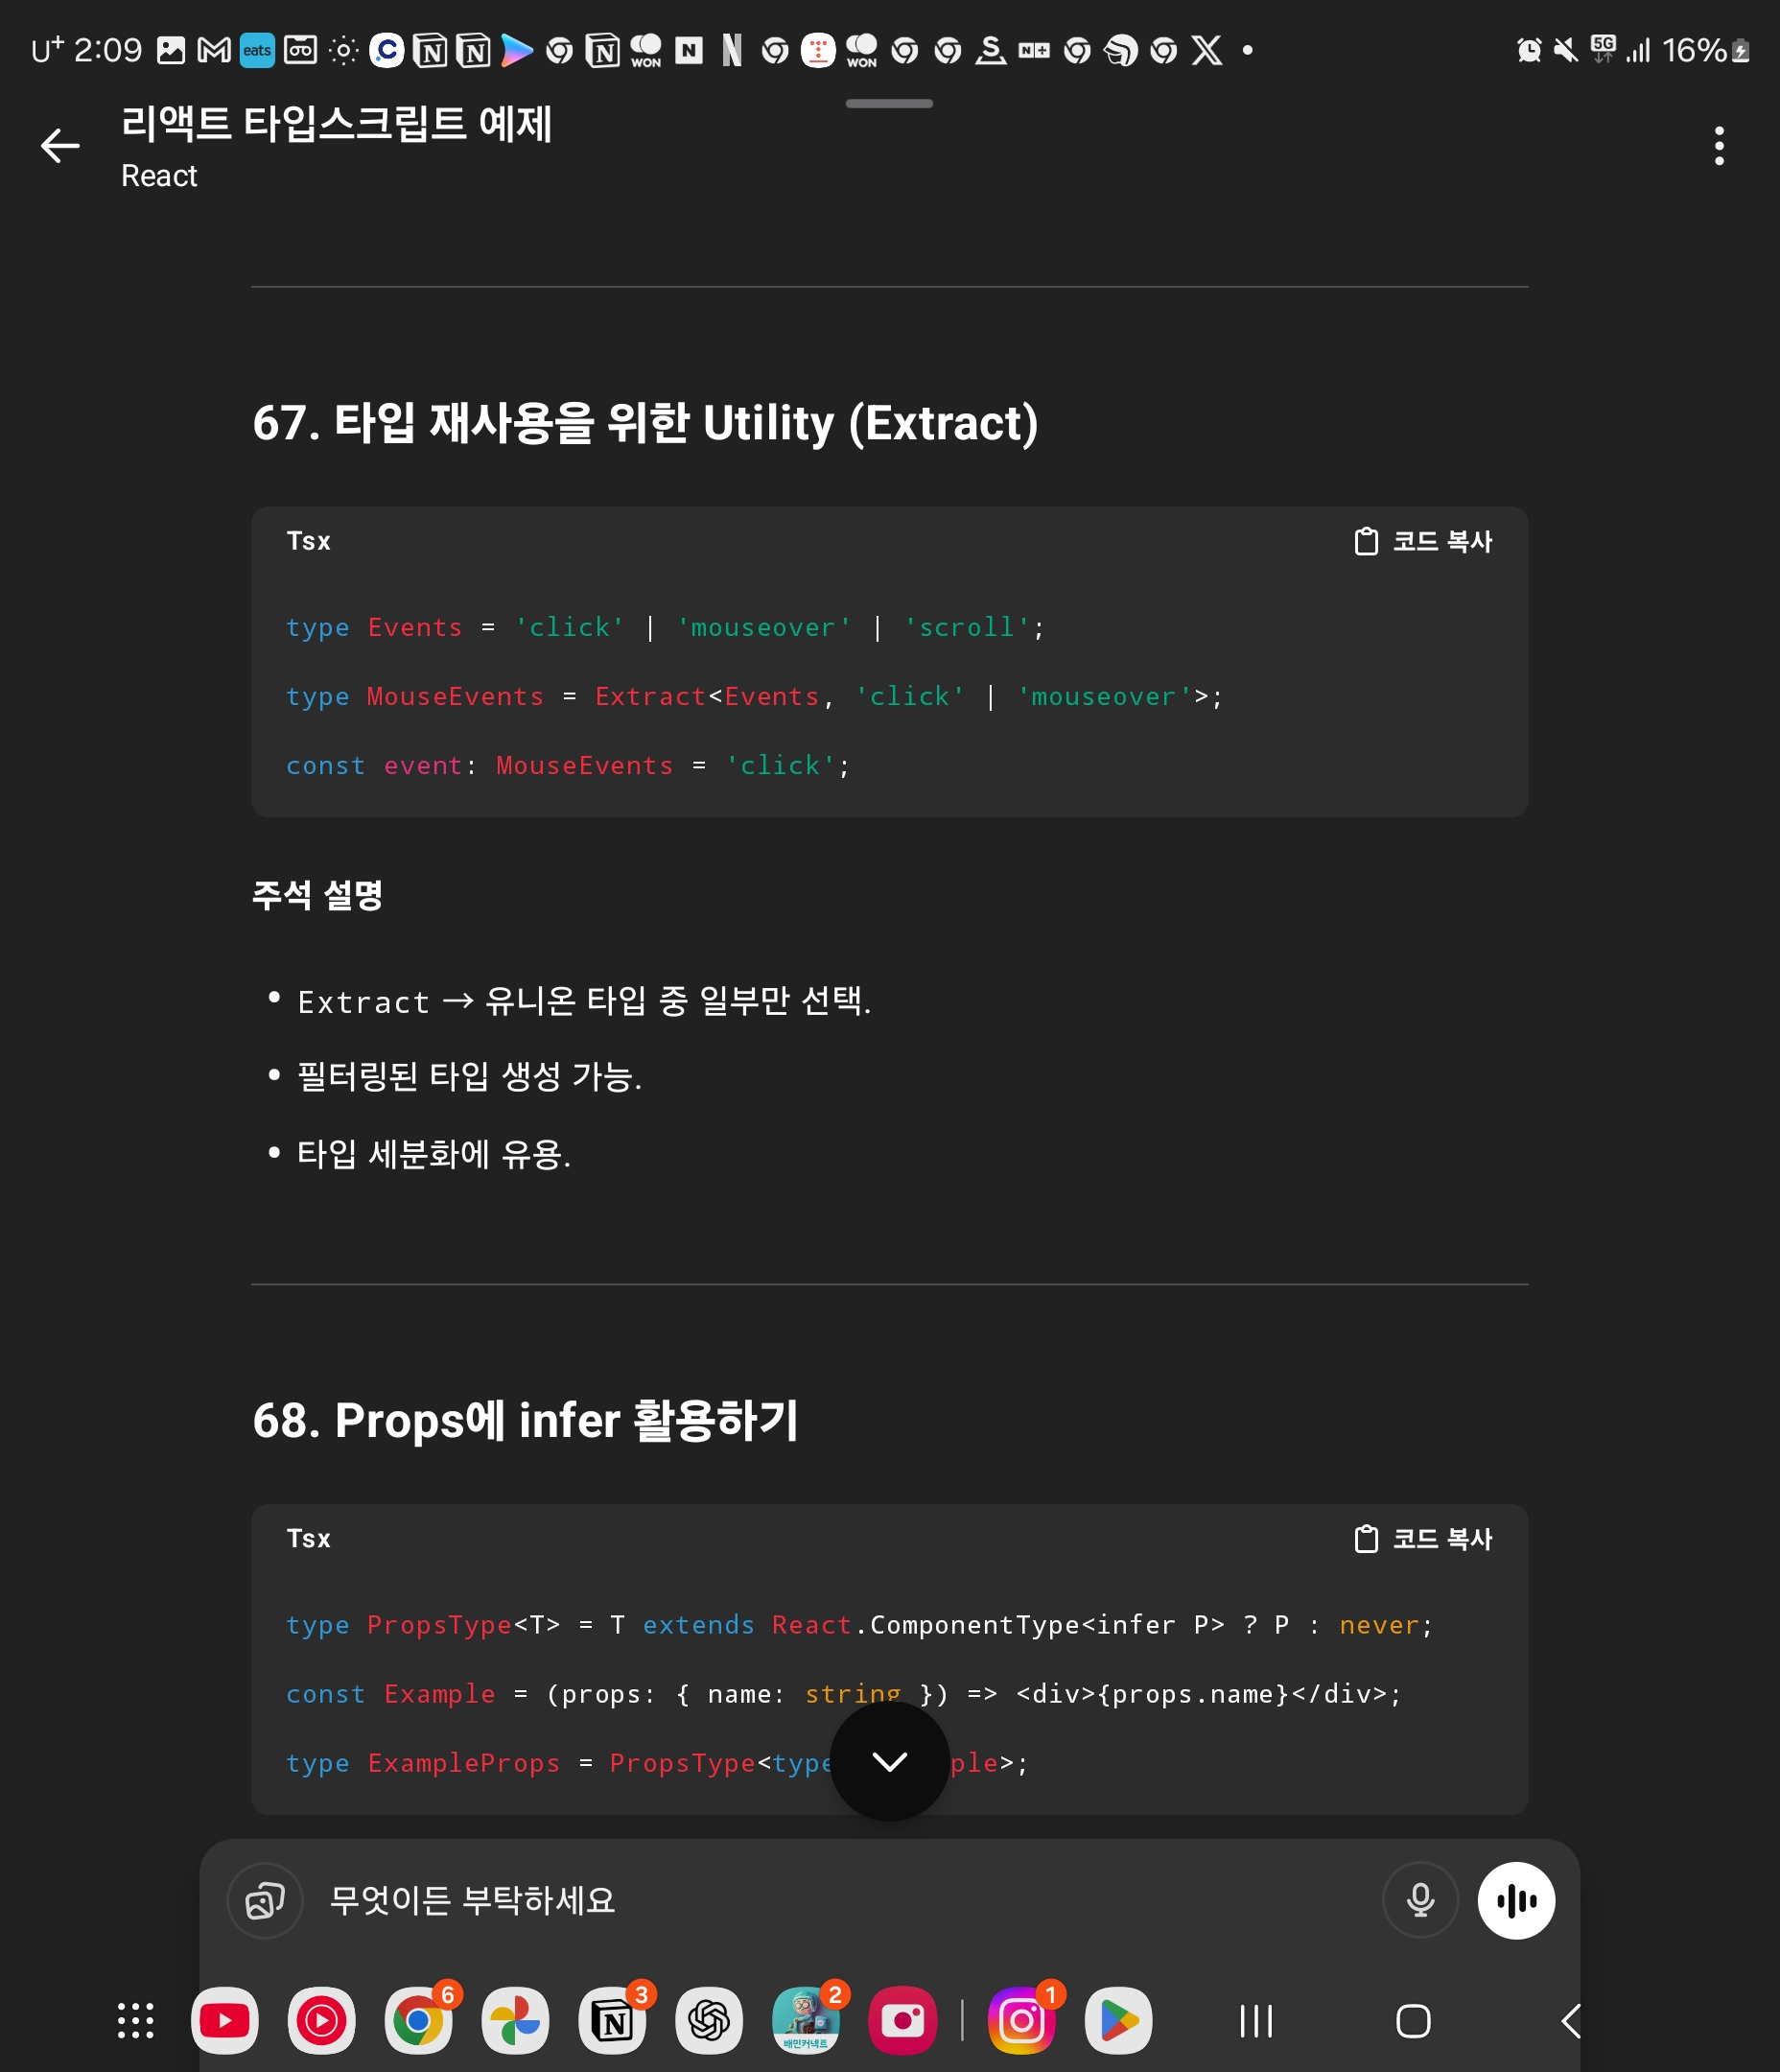 U+ 2:09 eats WON WON N+ 5G 16%
리액트 타입스크립트 예제
React
67. 타입 재사용을 위한 Utility (Extract)
Tsx 코드 복사
type Events = 'click' | 'mouseover' | 'scroll';
type MouseEvents = Extract<Events, 'click' | 'mouseover'>;
const event: MouseEvents = 'click';
주석 설명
• Extract → 유니온 타입 중 일부만 선택.
• 필터링된 타입 생성 가능.
• 타입 세분화에 유용.
68. Props에 infer 활용하기
Tsx 코드 복사
type PropsType<T> = T extends React.ComponentType<infer P> ? P : never;
const Example = (props: { name: string }) => <div>{props.name}</div>;
type ExampleProps = PropsType<type ple>;
무엇이든 부탁하세요
6 3 2 1
배민커넥트